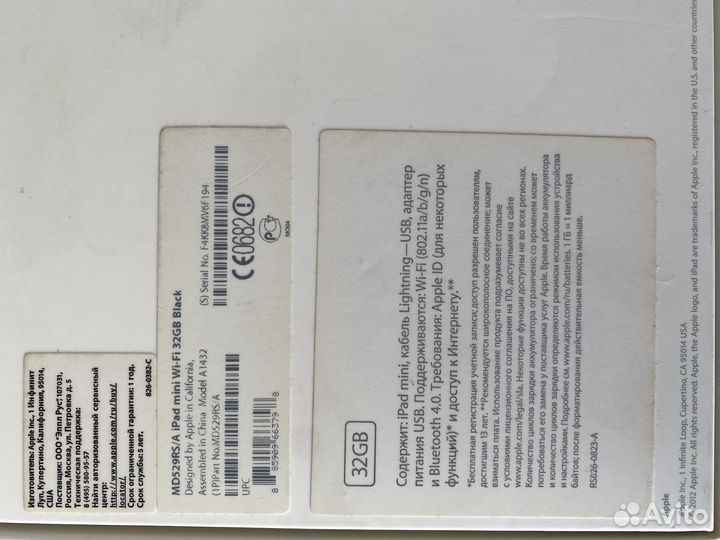 Изготовитель: Apple Inc., 1 Инфинит
Луп, Купертино, Калифорния, 95014,
США
Поставщик: ООО «Эппл Рус»; 107031,
Россия, Москва, ул. Петровка д. 5
Техническая поддержка:
8 (495) 580-95-57
Найти авторизованный сервисный
центр:
http://www.apple.com/ru/buy/
locator/
Срок ограниченной гарантии: 1 год.
Срок службы: 5 лет.
826-0382-C
MD529RS/A iPad mini Wi-Fi 32GB Black
Designed by Apple in California,
Assembled in China Model A1432
(1P)Part No.MD529RS/A
(S) Serial No. F4KK8MV6F194
UPC
8 85909 66379 8
CE0682
РСТ
МО04
32GB
Содержит: iPad mini, кабель Lightning—USB, адаптер
питания USB. Поддерживаются: Wi-Fi (802.11a/b/g/n)
и Bluetooth 4.0. Требования: Apple ID (для некоторых
функций)* и доступ к Интернету.**
*Бесплатная регистрация учетной записи; доступ разрешен пользователям,
достигшим 13 лет. **Рекомендуется широкополосное соединение; может
взиматься плата. Использование продукта подразумевает согласие
с условиями лицензионного соглашения на ПО, доступными на сайте
www.apple.com/legal/sla. Некоторые функции доступны не во всех регионах.
Количество циклов зарядки аккумулятора ограничено; со временем может
потребоваться его замена у поставщика услуг Apple. Время работы аккумулятора
и количество циклов зарядки определяются режимом использования устройства
и настройками. Подробнее см. www.apple.com/ru/batteries. 1 ГБ = 1 миллиард
байтов; после форматирования действительная емкость меньше.
RS026-0823-A
Apple
Apple Inc., 1 Infinite Loop, Cupertino, CA 95014 USA
® 2012 Apple Inc. All rights reserved. Apple, the Apple logo, and iPad are trademarks of Apple Inc., registered in the U.S. and other countries.
Avito